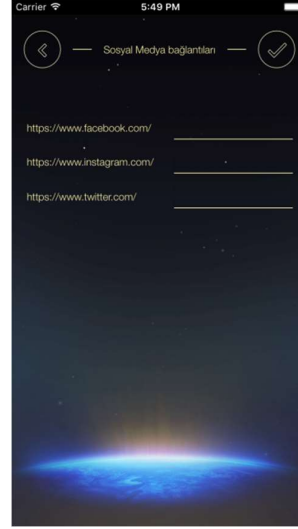 Carrier 5:49 PM
Sosyal Medya bağlantıları
https://www.facebook.com/
https://www.instagram.com/
https://www.twitter.com/